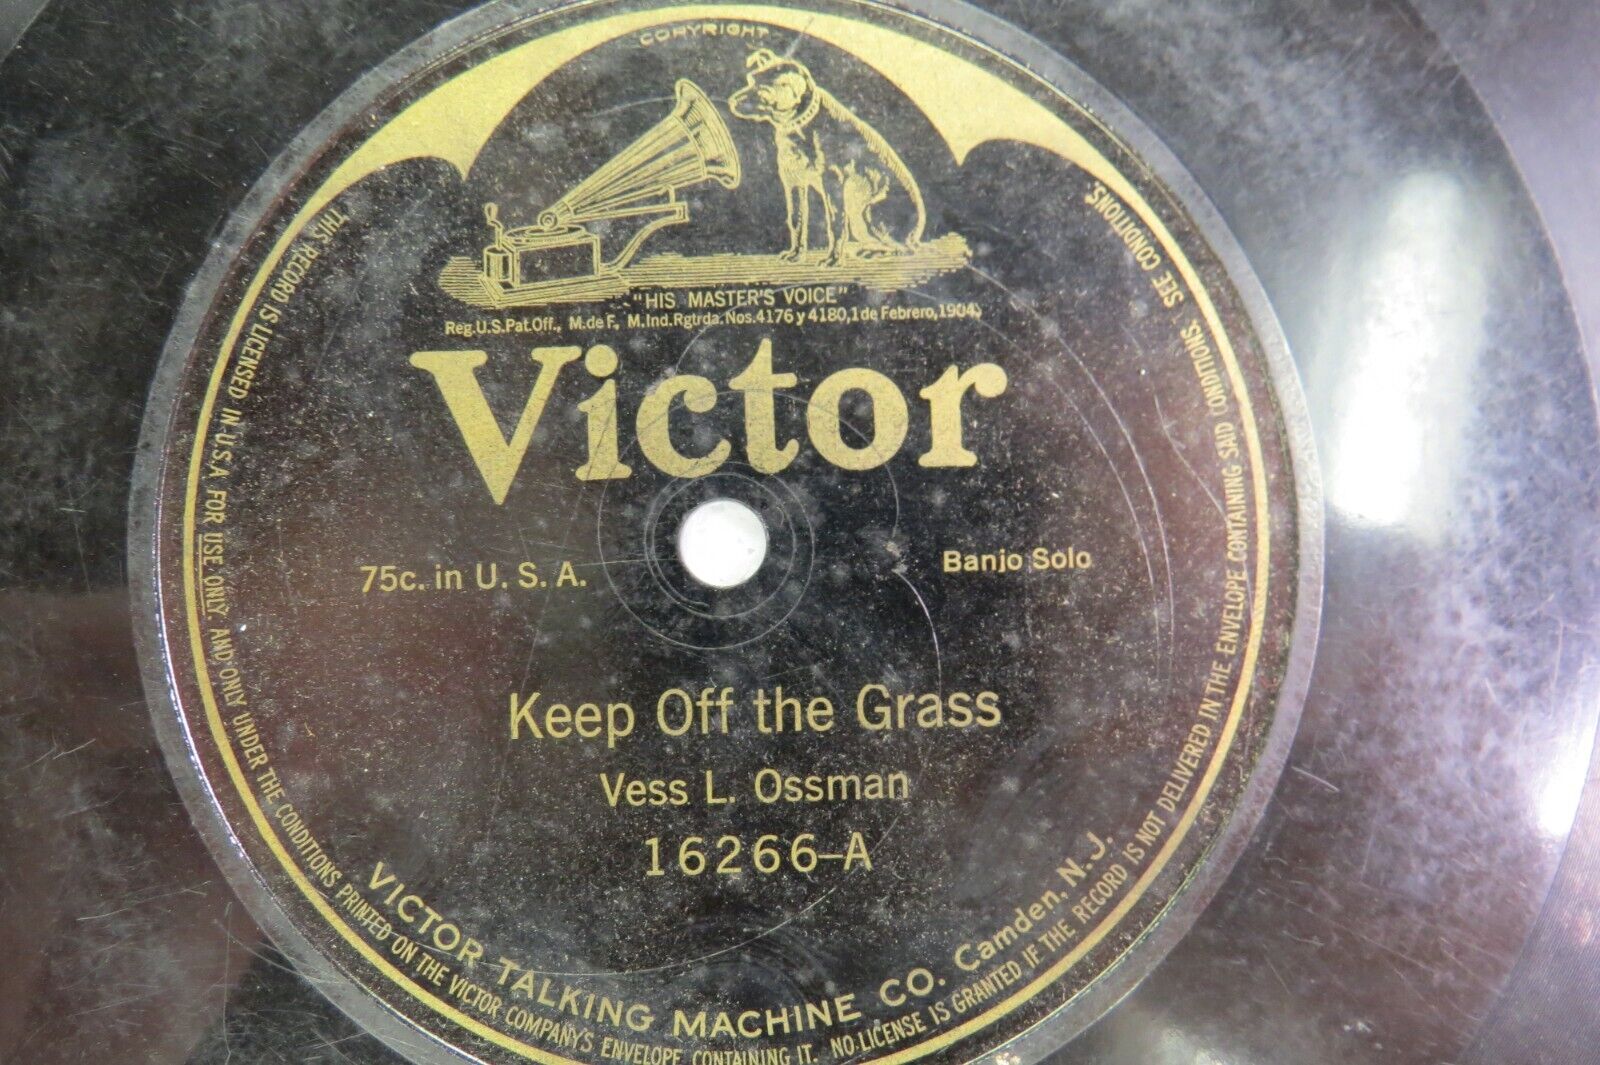 COPYRIGHT
"HIS MASTER'S VOICE"
Reg.U.S.Pat.Off., M.de F. M.Ind.Rgtrda.Nos.4176 y 4180,1 de Febrero,1904.
Victor
75c. in U. S. A.
Banjo Solo
Keep Off the Grass
Vess L. Ossman
16266-A
VICTOR TALKING MACHINE CO. Camden, N. J.
THIS RECORD IS LICENSED IN U.S.A. FOR USE ONLY, AND ONLY UNDER THE CONDITIONS PRINTED ON THE VICTOR COMPANY'S ENVELOPE CONTAINING IT. NO LICENSE IS GRANTED IF THE RECORD IS NOT DELIVERED IN THE ENVELOPE CONTAINING SAID CONDITIONS. SEE CONDITIONS.